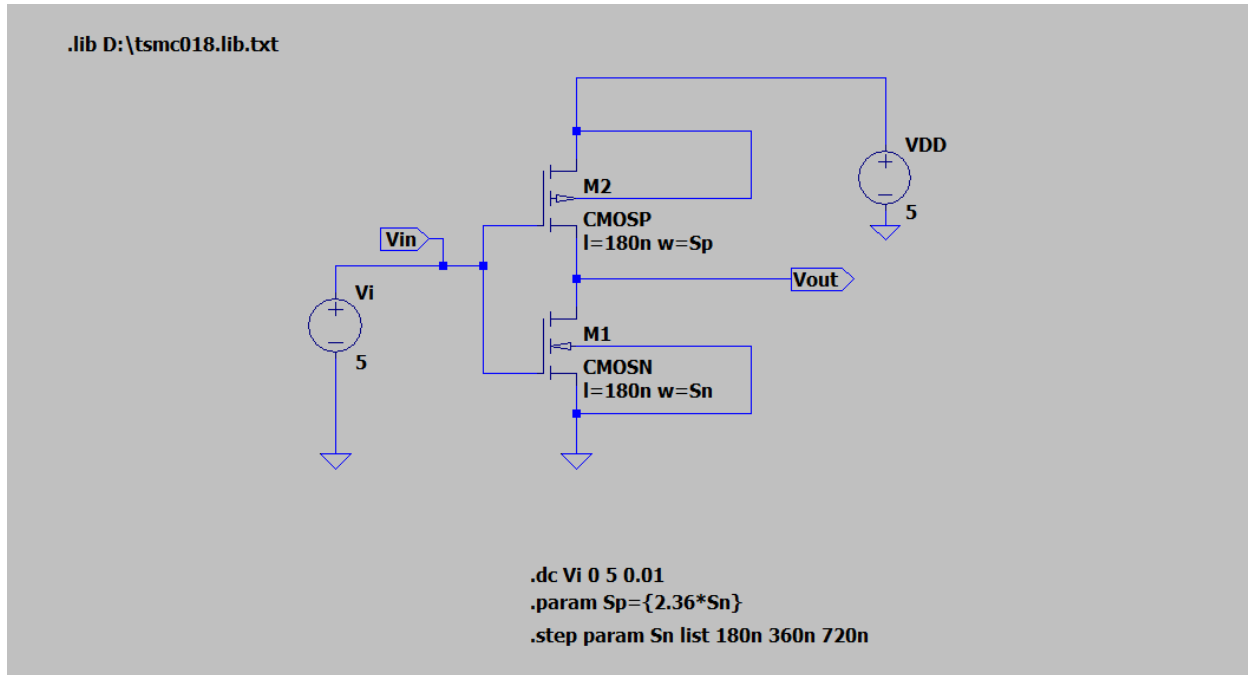 .lib D:\tsmc018.lib.txt
VDD
5
M2
CMOSP
l=180n w=Sp
Vin
Vout
Vi
5
M1
CMOSN
l=180n w=Sn
.dc Vi 0 5 0.01
.param Sp={2.36*Sn}
.step param Sn list 180n 360n 720n